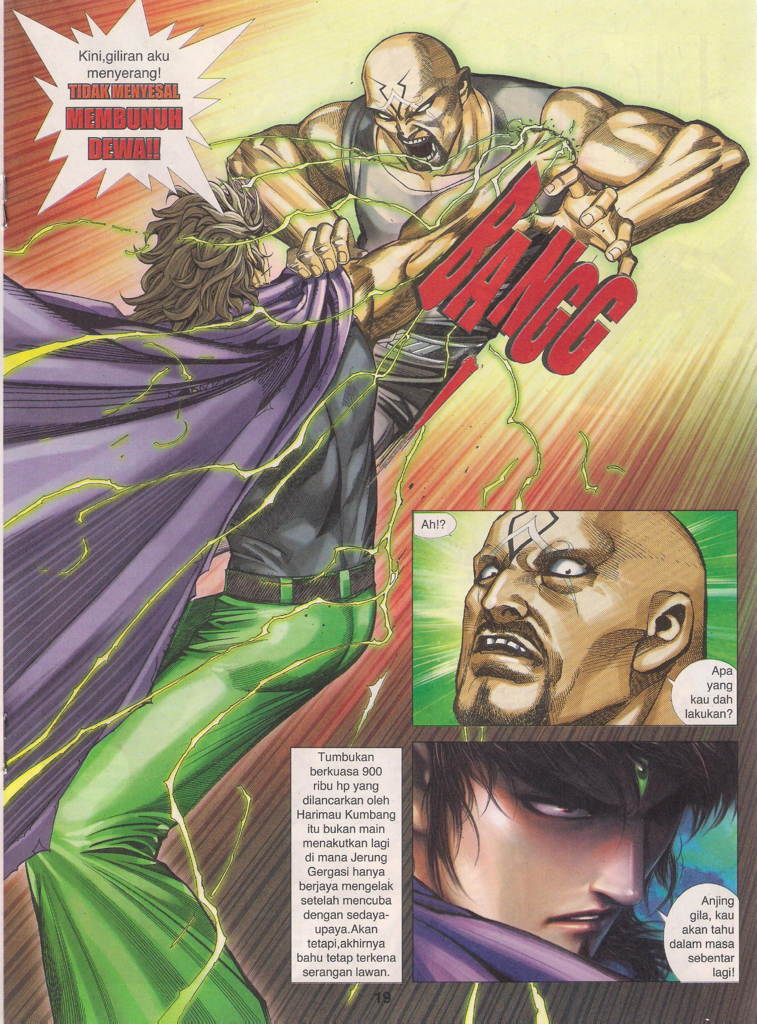 Kini,giliran aku
menyerang!
TIDAK MENYESAL
MEMBUNUH
DEWA!!
BANGG
Ah!?
Apa
yang
kau dah
lakukan?
Tumbukan
berkuasa 900
ribu hp yang
dilancarkan oleh
Harimau Kumbang
itu bukan main
menakutkan lagi
di mana Jerung
Gergasi hanya
berjaya mengelak
setelah mencuba
dengan sedaya-
upaya.Akan
tetapi,akhirnya
bahu tetap terkena
serangan lawan.
Anjing
gila, kau
akan tahu
dalam masa
sebentar
lagi!
19